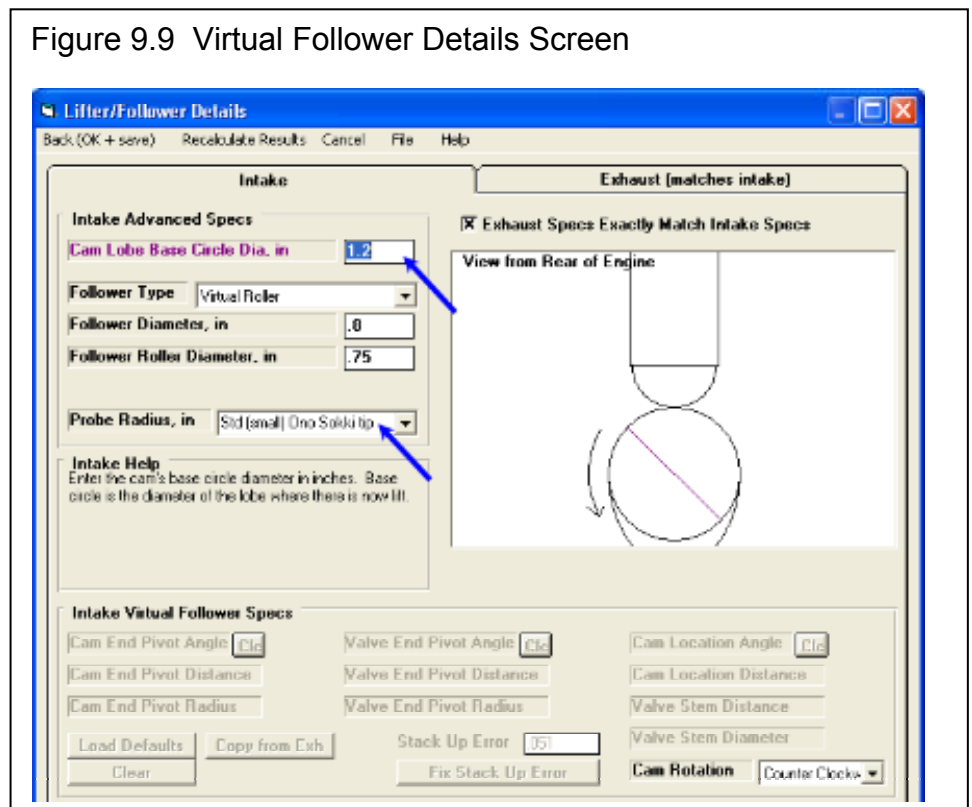 Figure 9.9 Virtual Follower Details Screen
Lifter/Follower Details
Back (OK + save) Recalculate Results Cancel File Help
Intake
Exhaust (matches intake)
Intake Advanced Specs
Exhaust Specs Exactly Match Intake Specs
Cam Lobe Base Circle Dia, in 1.2
View from Rear of Engine
Follower Type Virtual Roller
Follower Diameter, in .8
Follower Roller Diameter, in .75
Probe Radius, in Std (small) Ono Sokki tip
Intake Help
Enter the cam's base circle diameter in inches. Base
circle is the diameter of the lobe where there is now lift.
Intake Virtual Follower Specs
Cam End Pivot Angle Clc Valve End Pivot Angle Clc Cam Location Angle Clc
Cam End Pivot Distance Valve End Pivot Distance Cam Location Distance
Cam End Pivot Radius Valve End Pivot Radius Valve Stem Distance
Load Defaults Copy from Exh Stack Up Error .051 Valve Stem Diameter
Clear Fix Stack Up Error Cam Rotation Counter Clockw